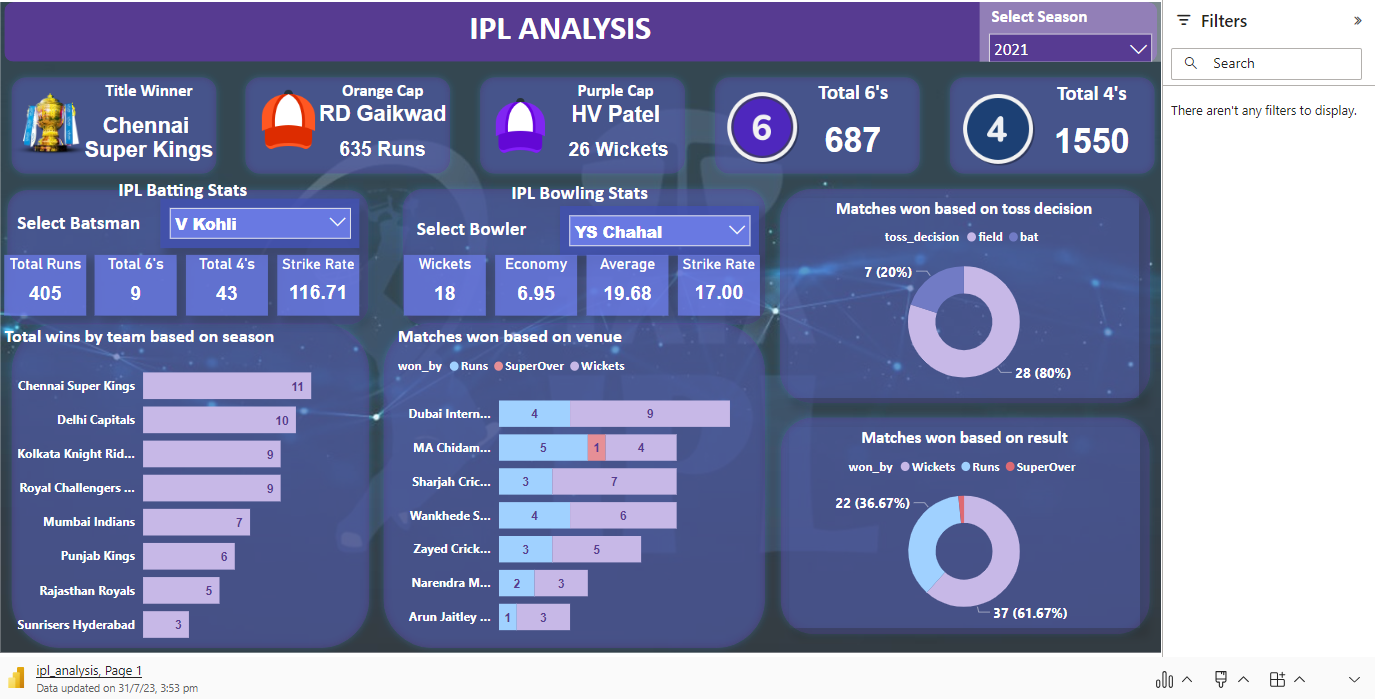 IPL ANALYSIS
Select Season
2021
Filters
Search
There aren't any filters to display.
Title Winner
Chennai
Super Kings
Orange Cap
RD Gaikwad
635 Runs
Purple Cap
HV Patel
26 Wickets
6
Total 6's
687
4
Total 4's
1550
IPL Batting Stats
Select Batsman
V Kohli
Total Runs
405
Total 6's
9
Total 4's
43
Strike Rate
116.71
IPL Bowling Stats
Select Bowler
YS Chahal
Wickets
18
Economy
6.95
Average
19.68
Strike Rate
17.00
Matches won based on toss decision
toss_decision field bat
7 (20%)
28 (80%)
Total wins by team based on season
Chennai Super Kings 11
Delhi Capitals 10
Kolkata Knight Rid... 9
Royal Challengers ... 9
Mumbai Indians 7
Punjab Kings 6
Rajasthan Royals 5
Sunrisers Hyderabad 3
Matches won based on venue
won_by Runs SuperOver Wickets
Dubai Intern... 4 9
MA Chidam... 5 1 4
Sharjah Cric... 3 7
Wankhede S... 4 6
Zayed Crick... 3 5
Narendra M... 2 3
Arun Jaitley ... 1 3
Matches won based on result
won_by Wickets Runs SuperOver
22 (36.67%)
37 (61.67%)
ipl_analysis, Page 1
Data updated on 31/7/23, 3:53 pm